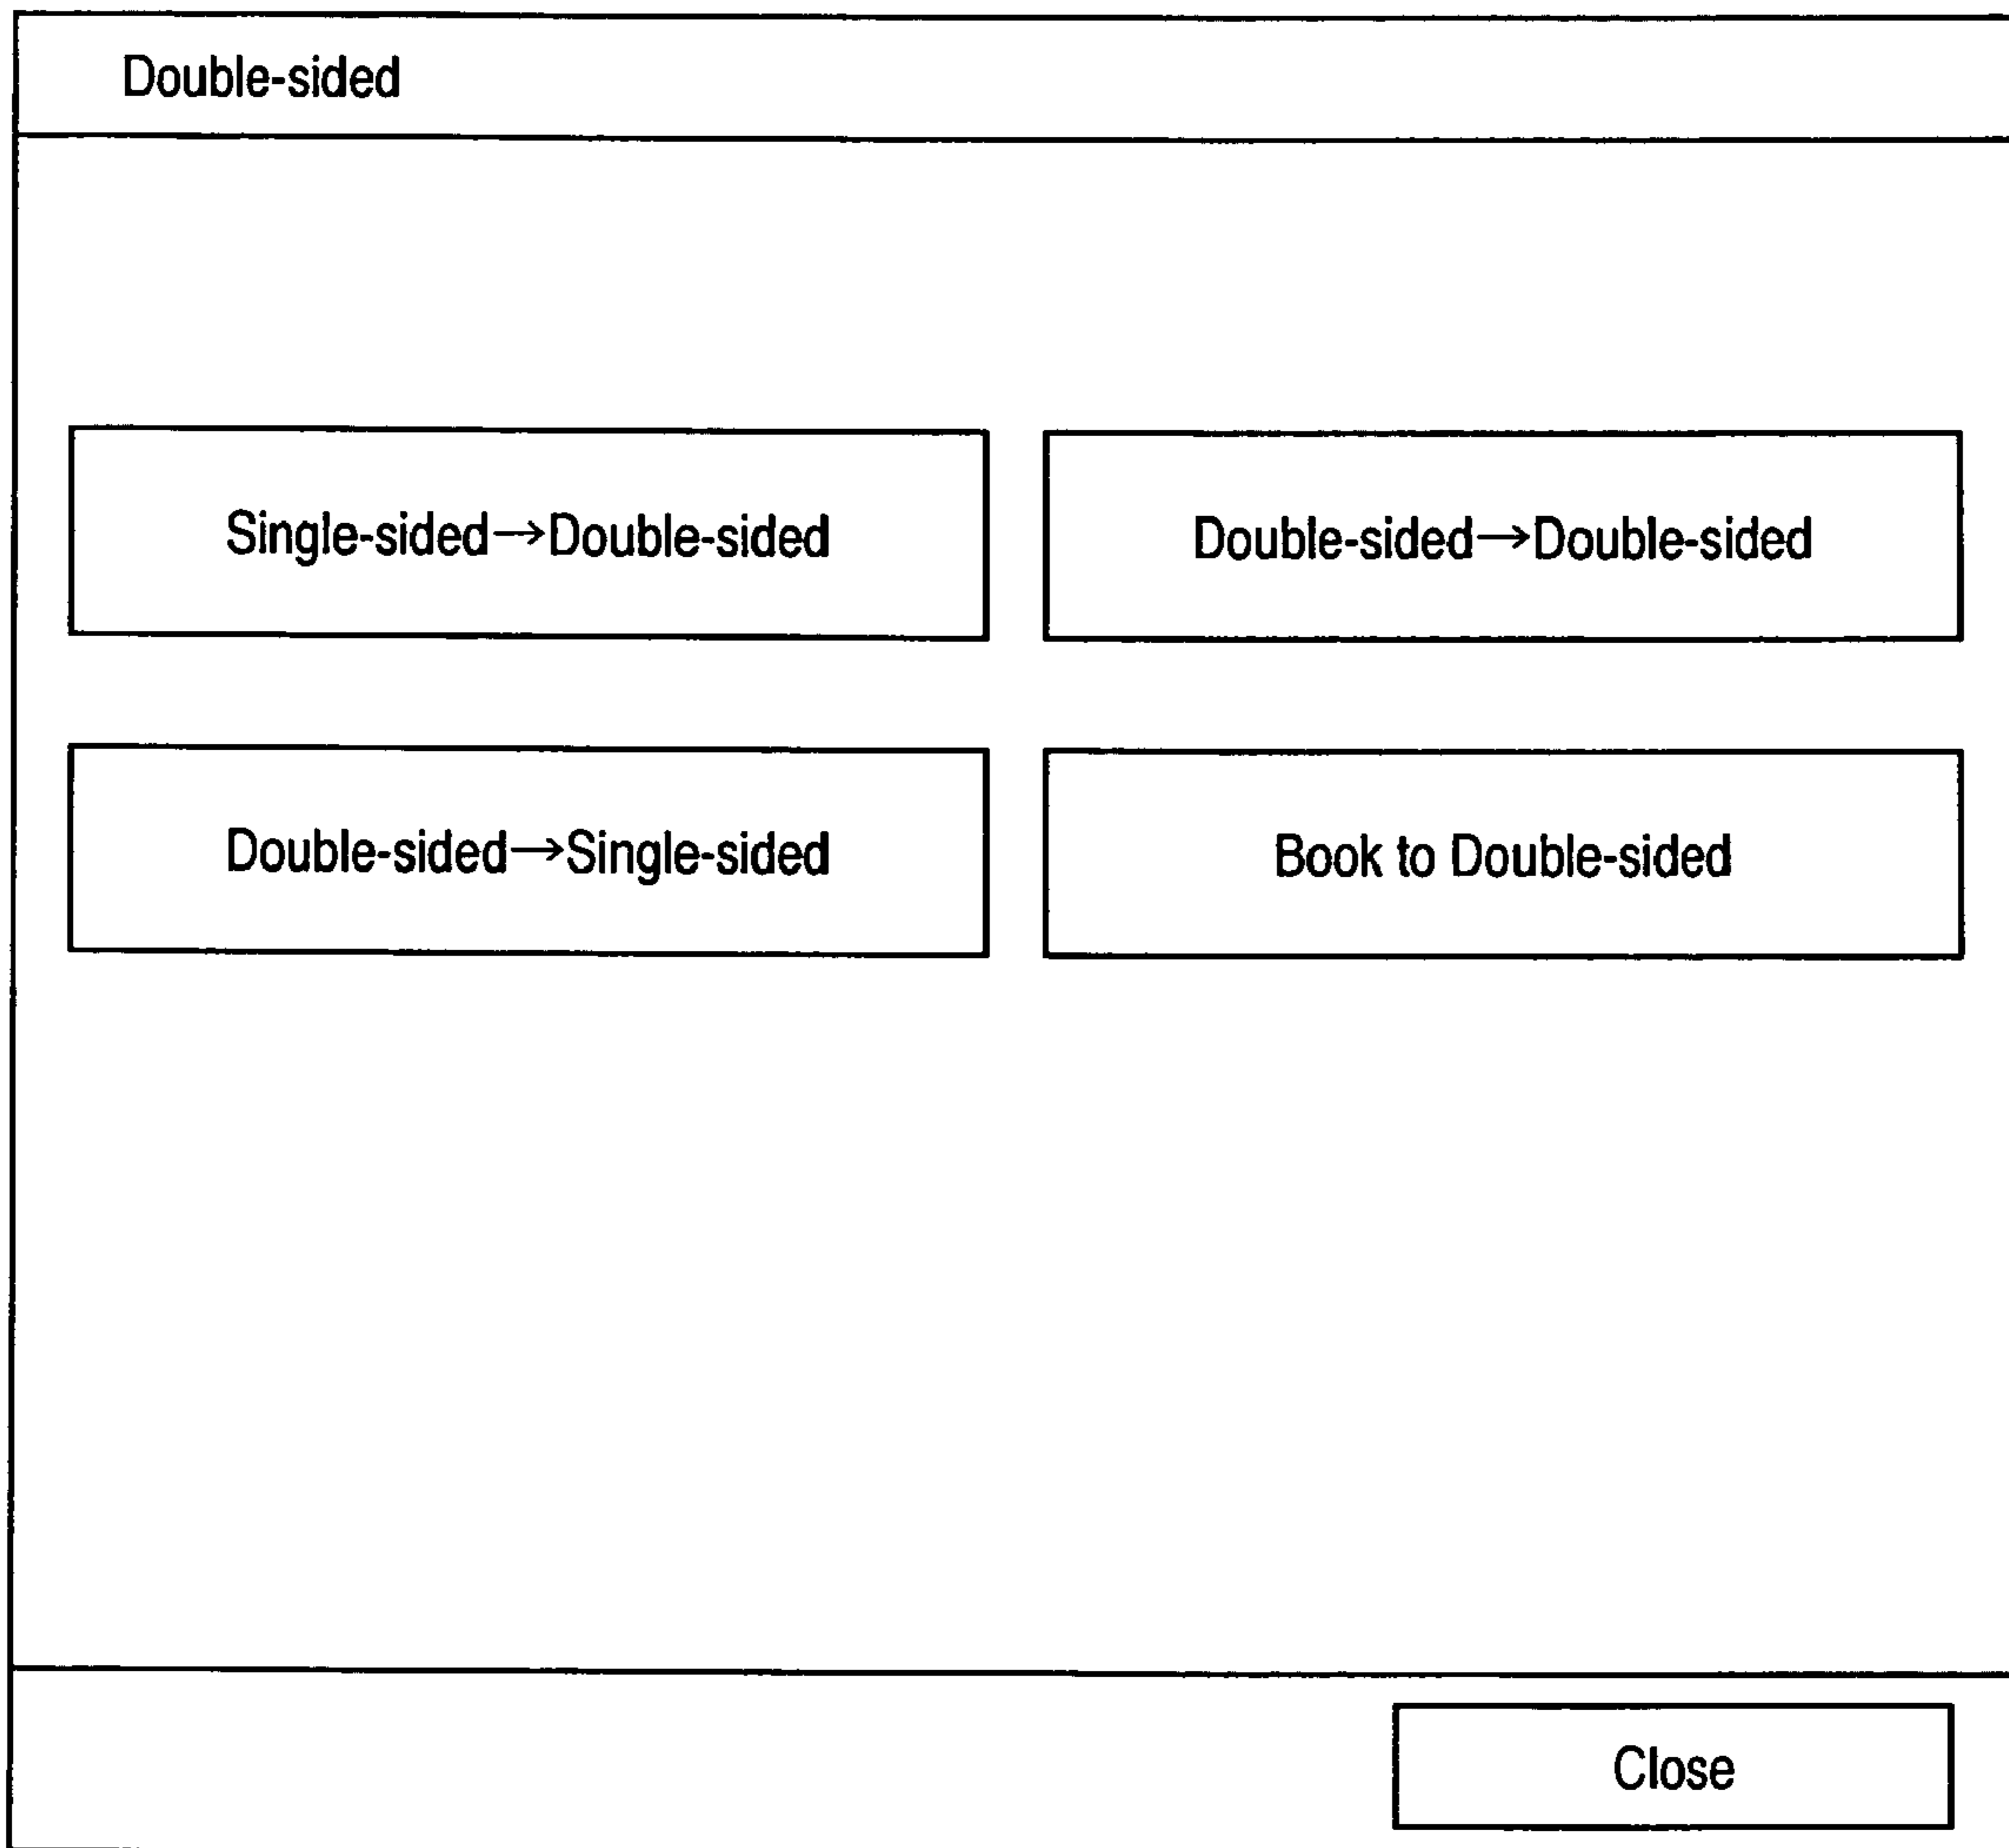 Double-sided
Single-sided→Double-sided
Double-sided→Double-sided
Double-sided→Single-sided
Book to Double-sided
Close